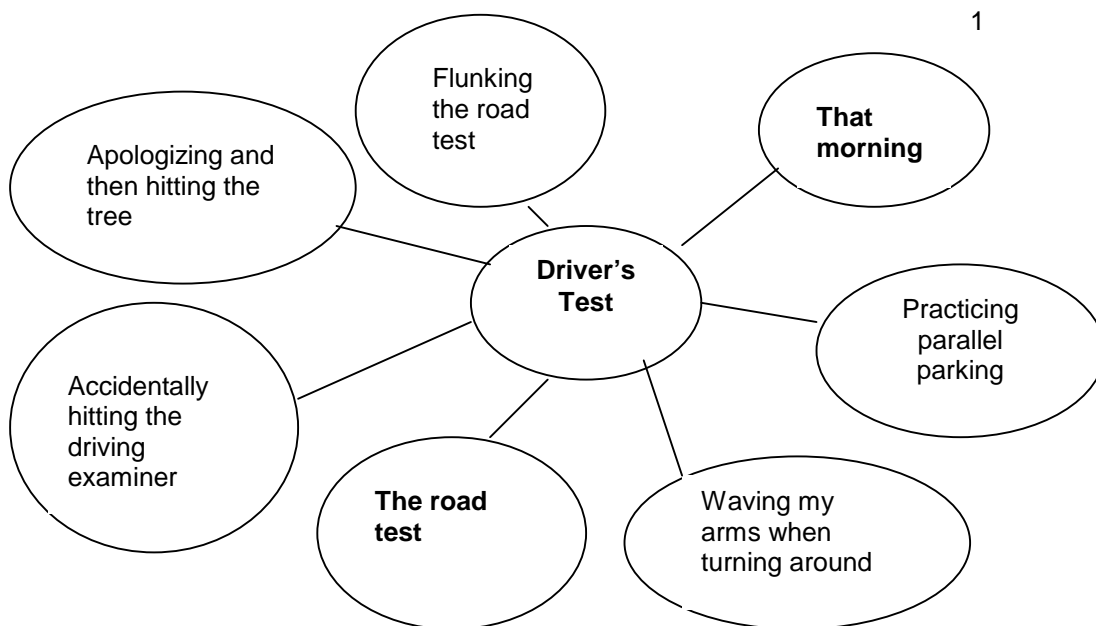 1
Flunking
the road
test
That
morning
Apologizing and
then hitting the
tree
Driver’s
Test
Practicing
parallel
parking
Accidentally
hitting the
driving
examiner
The road
test
Waving my
arms when
turning around